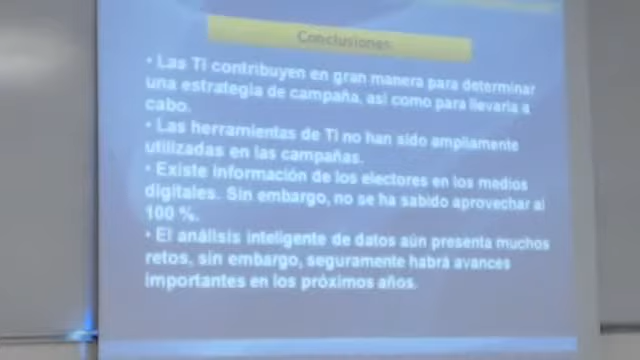 Conclusiones
• Las TI contribuyen en gran manera para determinar
una estrategia de campaña, así como para llevarla a
cabo.
• Las herramientas de TI no han sido ampliamente
utilizadas en las campañas.
• Existe información de los electores en los medios
digitales. Sin embargo, no se ha sabido aprovechar al
100 %.
• El análisis inteligente de datos aún presenta muchos
retos, sin embargo, seguramente habrá avances
importantes en los próximos años.